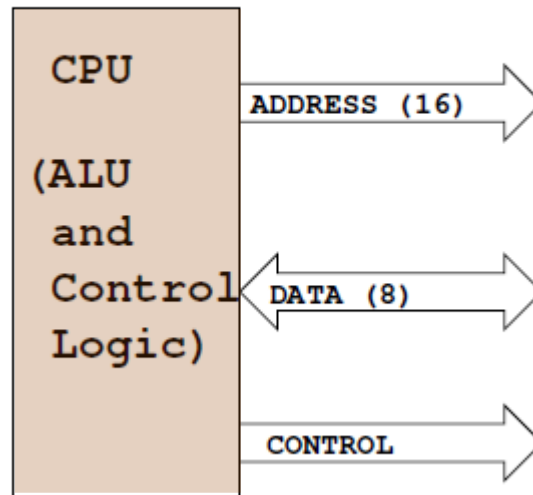 CPU
(ALU
and
Control
Logic)
ADDRESS (16)
DATA (8)
CONTROL